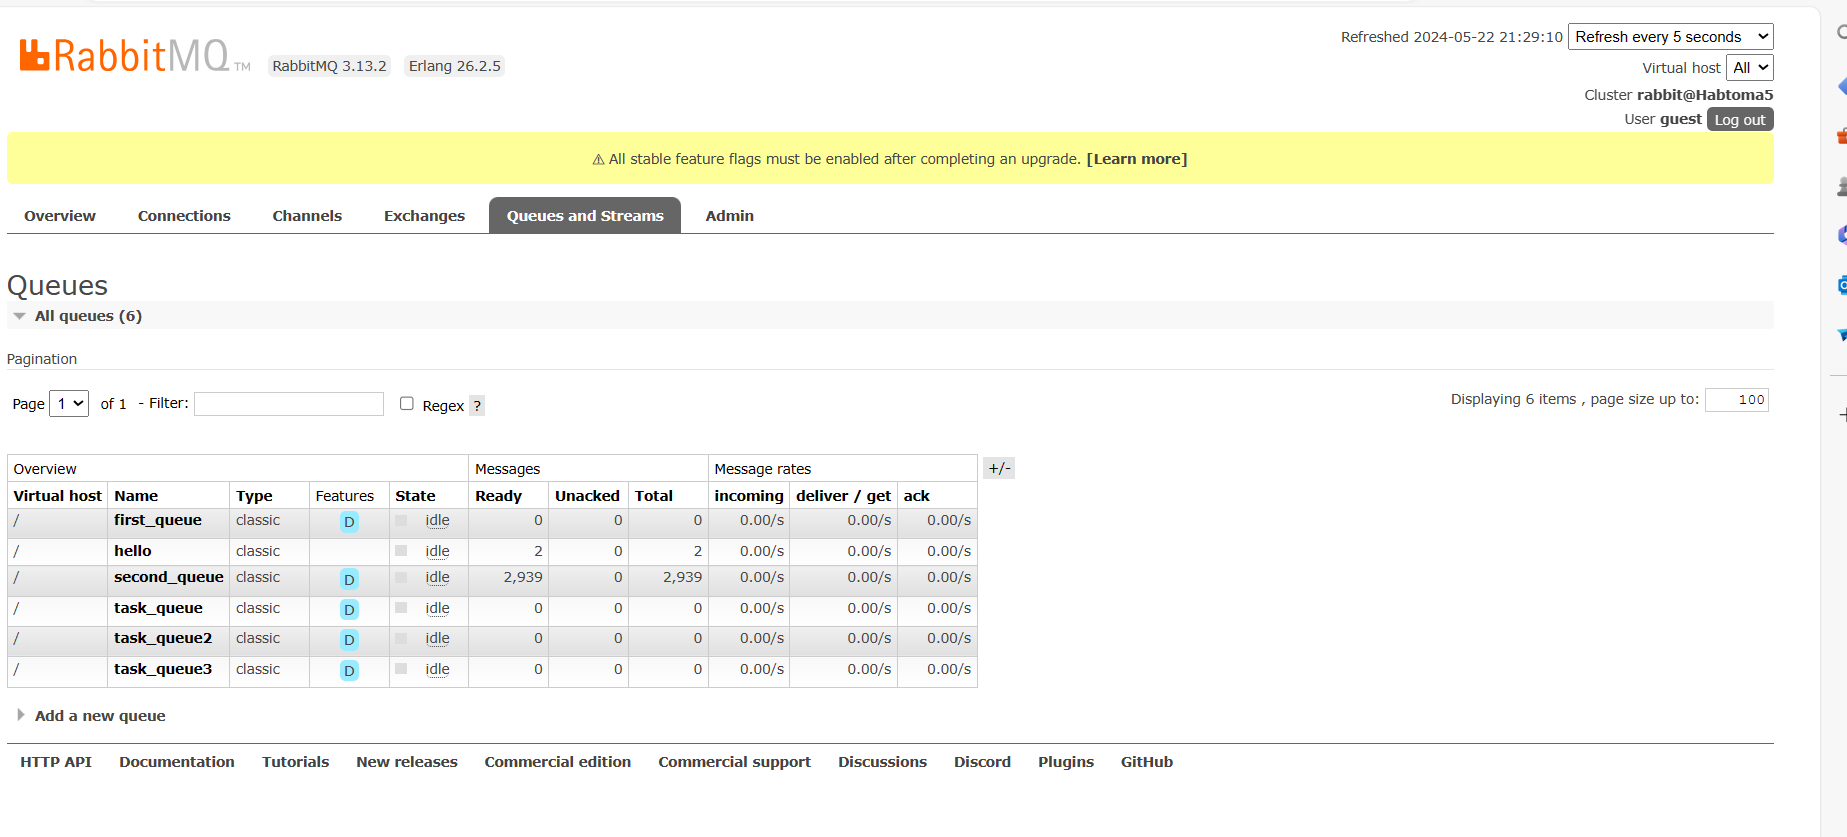 RabbitMQ TM RabbitMQ 3.13.2 Erlang 26.2.5
Refreshed 2024-05-22 21:29:10 Refresh every 5 seconds
Virtual host All
Cluster rabbit@Habtoma5
User guest Log out
⚠ All stable feature flags must be enabled after completing an upgrade. [Learn more]
Overview Connections Channels Exchanges Queues and Streams Admin
Queues
All queues (6)
Pagination
Page 1 of 1 - Filter: Regex ? Displaying 6 items , page size up to: 100
Overview Messages Message rates +/-
Virtual host Name Type Features State Ready Unacked Total incoming deliver / get ack
/ first_queue classic D idle 0 0 0 0.00/s 0.00/s 0.00/s
/ hello classic idle 2 0 2 0.00/s 0.00/s 0.00/s
/ second_queue classic D idle 2,939 0 2,939 0.00/s 0.00/s 0.00/s
/ task_queue classic D idle 0 0 0 0.00/s 0.00/s 0.00/s
/ task_queue2 classic D idle 0 0 0 0.00/s 0.00/s 0.00/s
/ task_queue3 classic D idle 0 0 0 0.00/s 0.00/s 0.00/s
Add a new queue
HTTP API Documentation Tutorials New releases Commercial edition Commercial support Discussions Discord Plugins GitHub